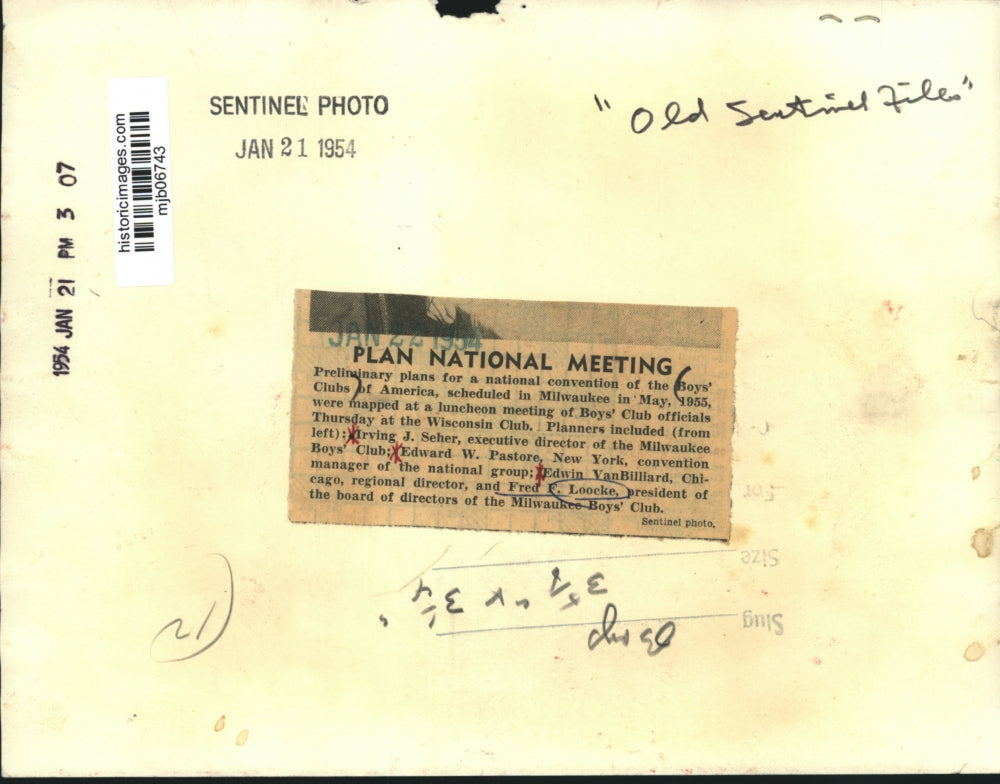 SENTINEL PHOTO
JAN 21 1954
"Old Sentinel Files"
historicimages.com
mjb06743
1954 JAN 21 PM 3 07
JAN 22 1954
PLAN NATIONAL MEETING
Preliminary plans for a national convention of the Boys'
Clubs of America, scheduled in Milwaukee in May, 1955,
were mapped at a luncheon meeting of Boys' Club officials
Thursday at the Wisconsin Club. Planners included (from
left); Irving J. Seher, executive director of the Milwaukee
Boys' Club; Edward W. Pastore, New York, convention
manager of the national group; Edwin VanBilliard, Chi-
cago, regional director, and Fred F. Loocke, president of
the board of directors of the Milwaukee Boys' Club.
Sentinel photo.
For
Size
Slug